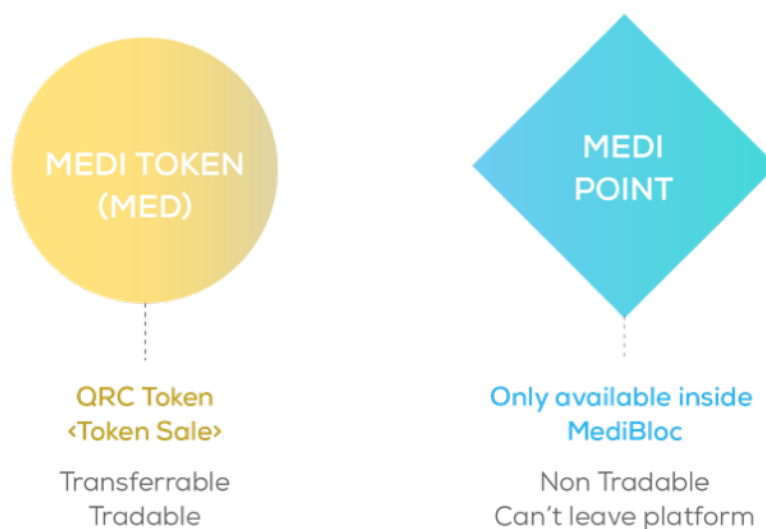 MEDI TOKEN
(MED)
QRC Token
<Token Sale>
Transferrable
Tradable
MEDI
POINT
Only available inside
MediBloc
Non Tradable
Can't leave platform